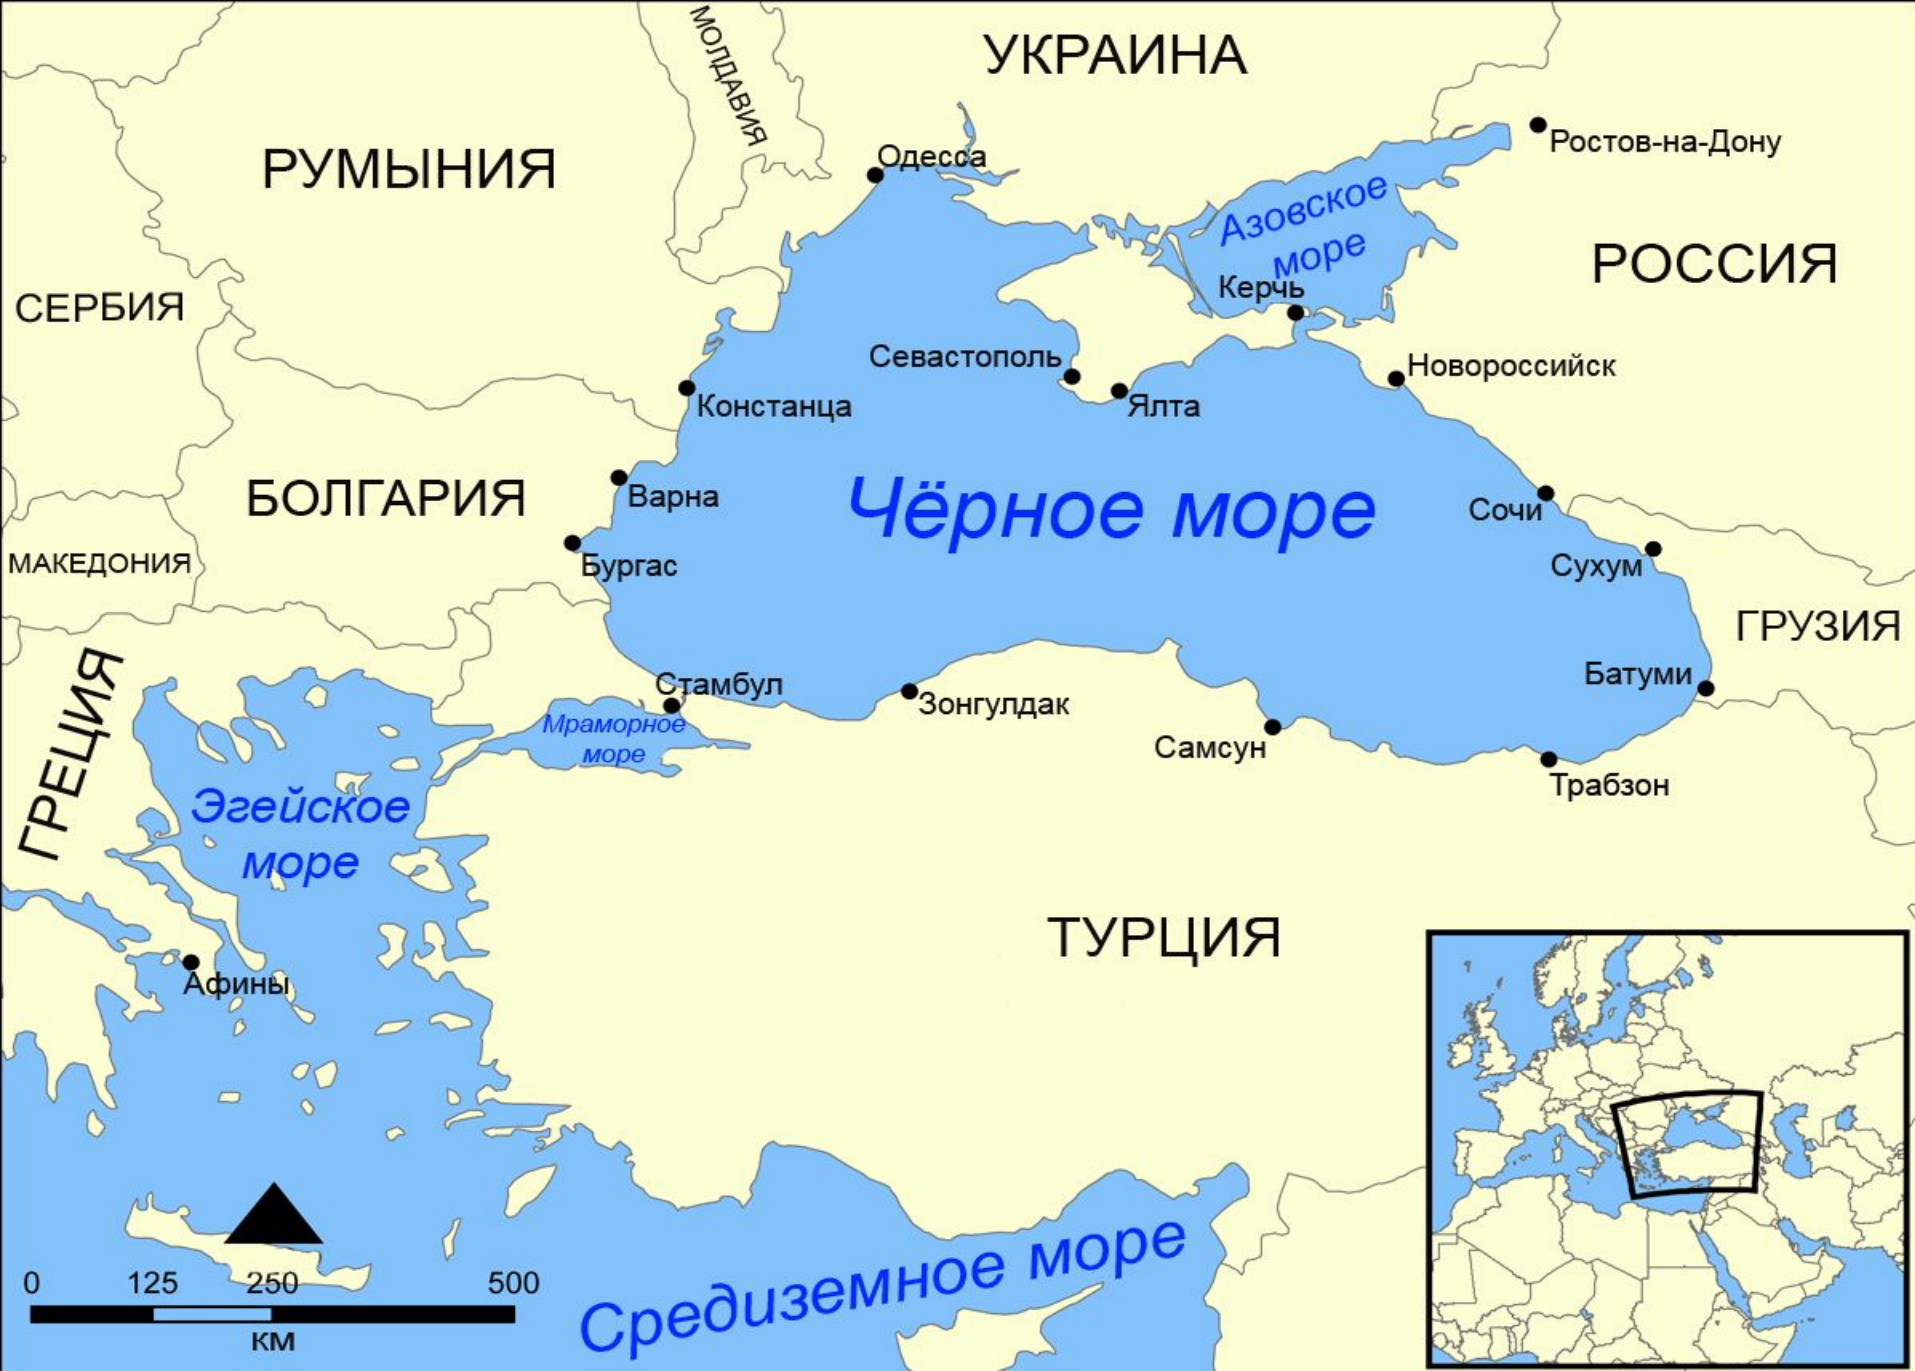 МОЛДАВИЯ
УКРАИНА
Ростов-на-Дону
РУМЫНИЯ
Одесса
Азовское
море
РОССИЯ
СЕРБИЯ
Керчь
Севастополь
Новороссийск
Констанца
Ялта
БОЛГАРИЯ
Варна
Чёрное море
Сочи
МАКЕДОНИЯ
Бургас
Сухум
ГРУЗИЯ
ГРЕЦИЯ
Стамбул
Батуми
Зонгулдак
Мраморное
море
Самсун
Трабзон
Эгейское
море
ТУРЦИЯ
Афины
Средиземное море
0 125 250 500
км